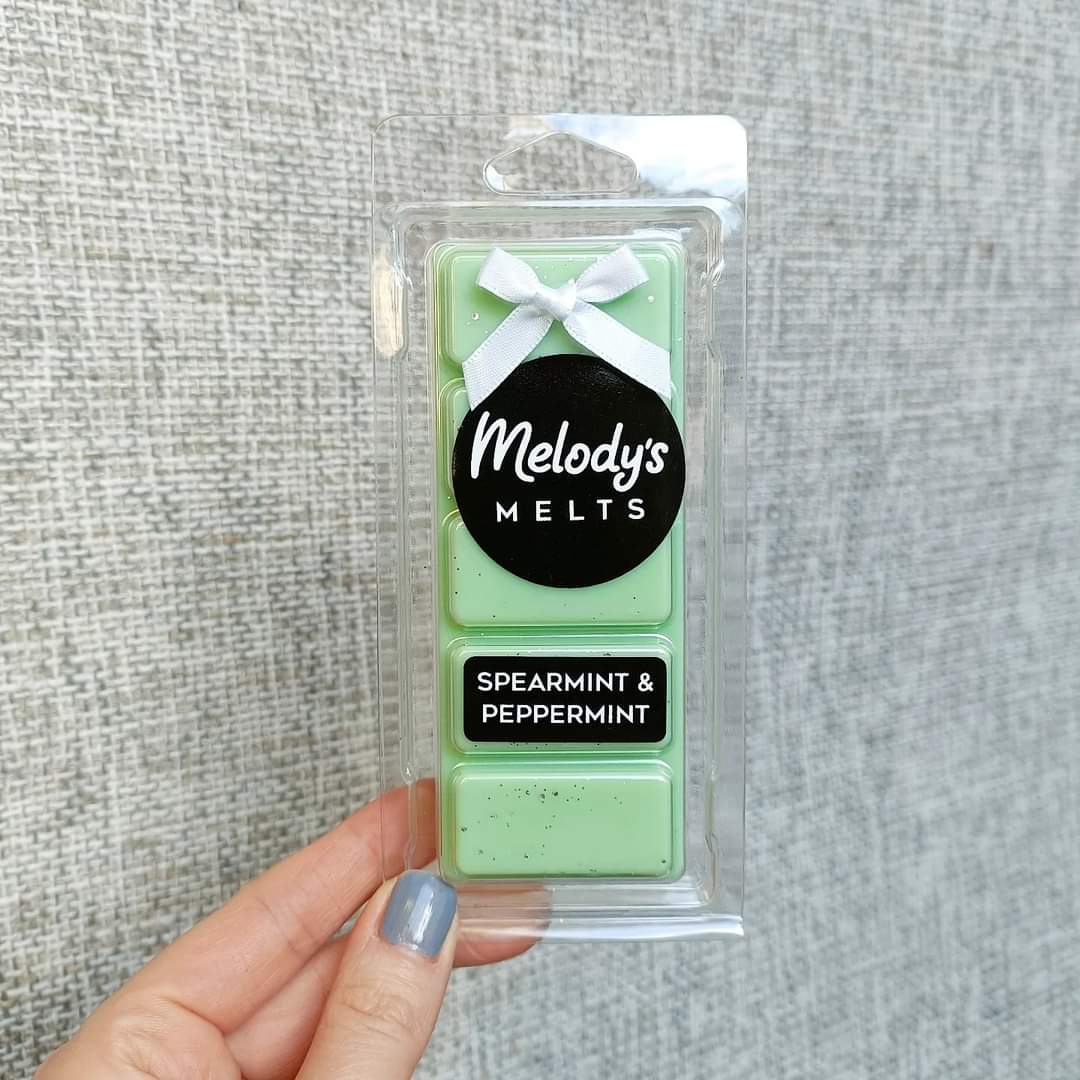 Melody's
MELTS
SPEARMINT &
PEPPERMINT